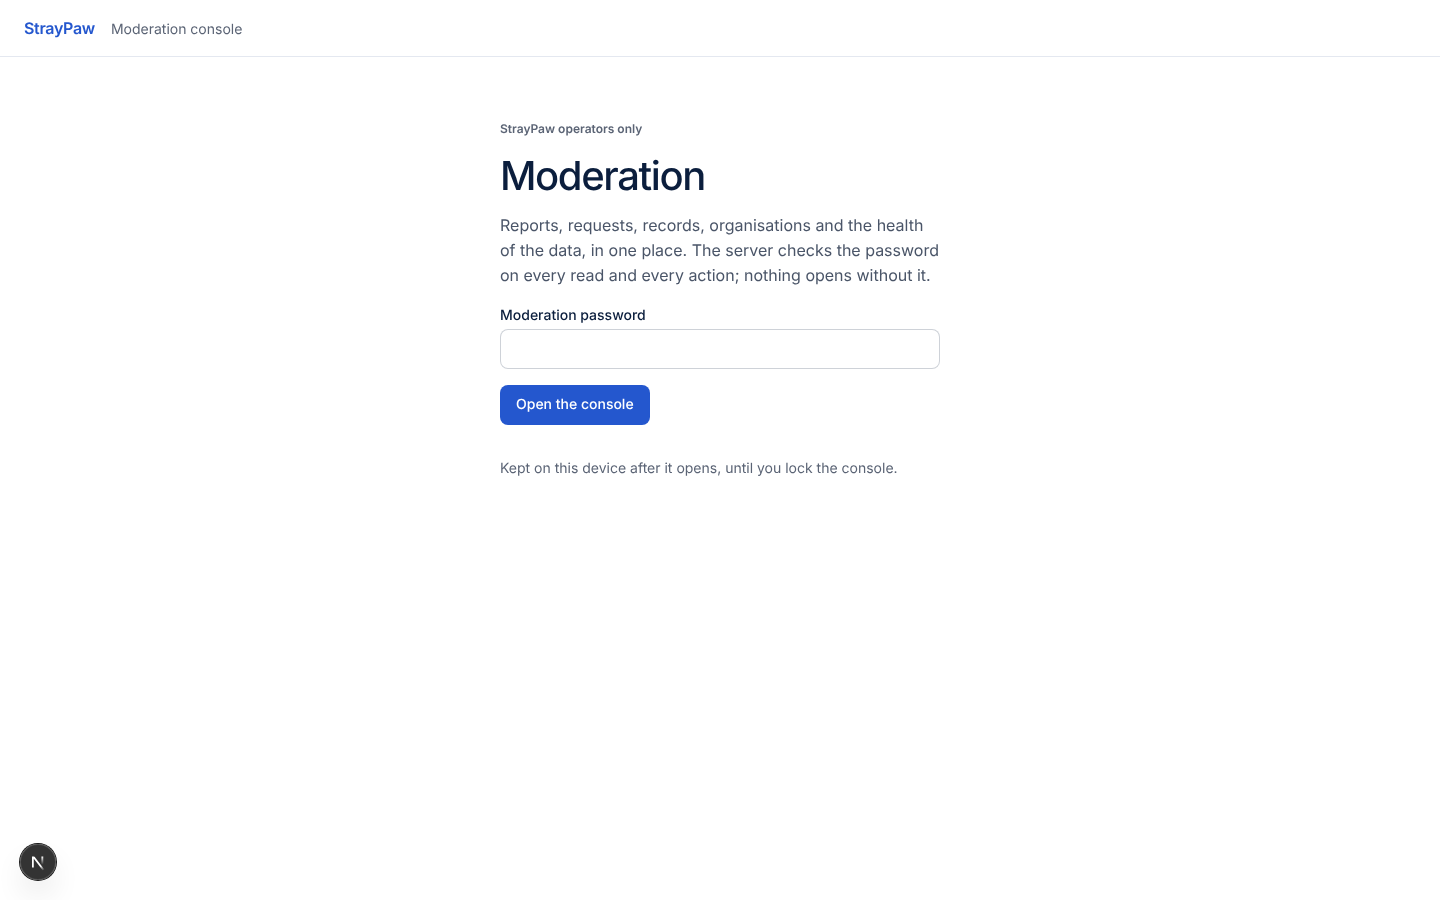 StrayPaw Moderation console
StrayPaw operators only
Moderation
Reports, requests, records, organisations and the health
of the data, in one place. The server checks the password
on every read and every action; nothing opens without it.
Moderation password
Open the console
Kept on this device after it opens, until you lock the console.
N